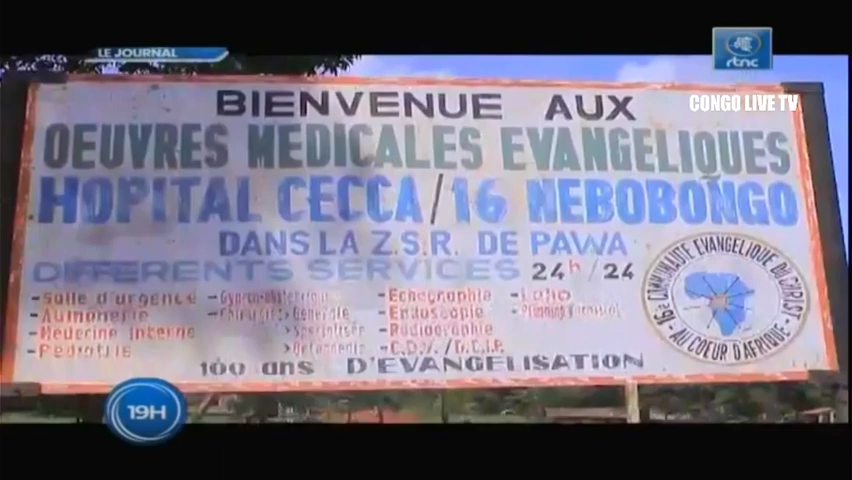 LE JOURNAL
rtnc
CONGO LIVE TV
BIENVENUE AUX
OEUVRES MEDICALES EVANGELIQUES
HOPITAL CECCA/16 NEBOBONGO
DANS LA Z.S.R. DE PAWA
DIFFERENTS SERVICES 24h/24
-Salle d'urgence
-Aumonerie
-Medecine interne
-Pediatrie
Generale
-Echographie
-Endoscopie
-Radiographie
-Labo
16e COMMUNAUTE EVANGELIQUE DU CHRIST
AU COEUR D'AFRIQUE
100 ans D'EVANGELISATION
19H